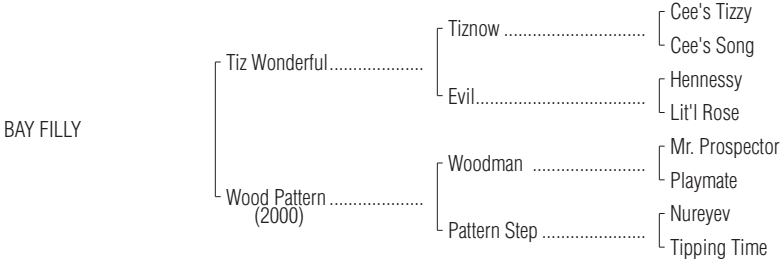 Cee's Tizzy
Tiznow ..............................
Cee's Song
Tiz Wonderful....................
Hennessy
Evil....................................
Lit'l Rose
BAY FILLY
Mr. Prospector
Woodman ........................
Playmate
Wood Pattern ....................
(2000)
Nureyev
Pattern Step ......................
Tipping Time